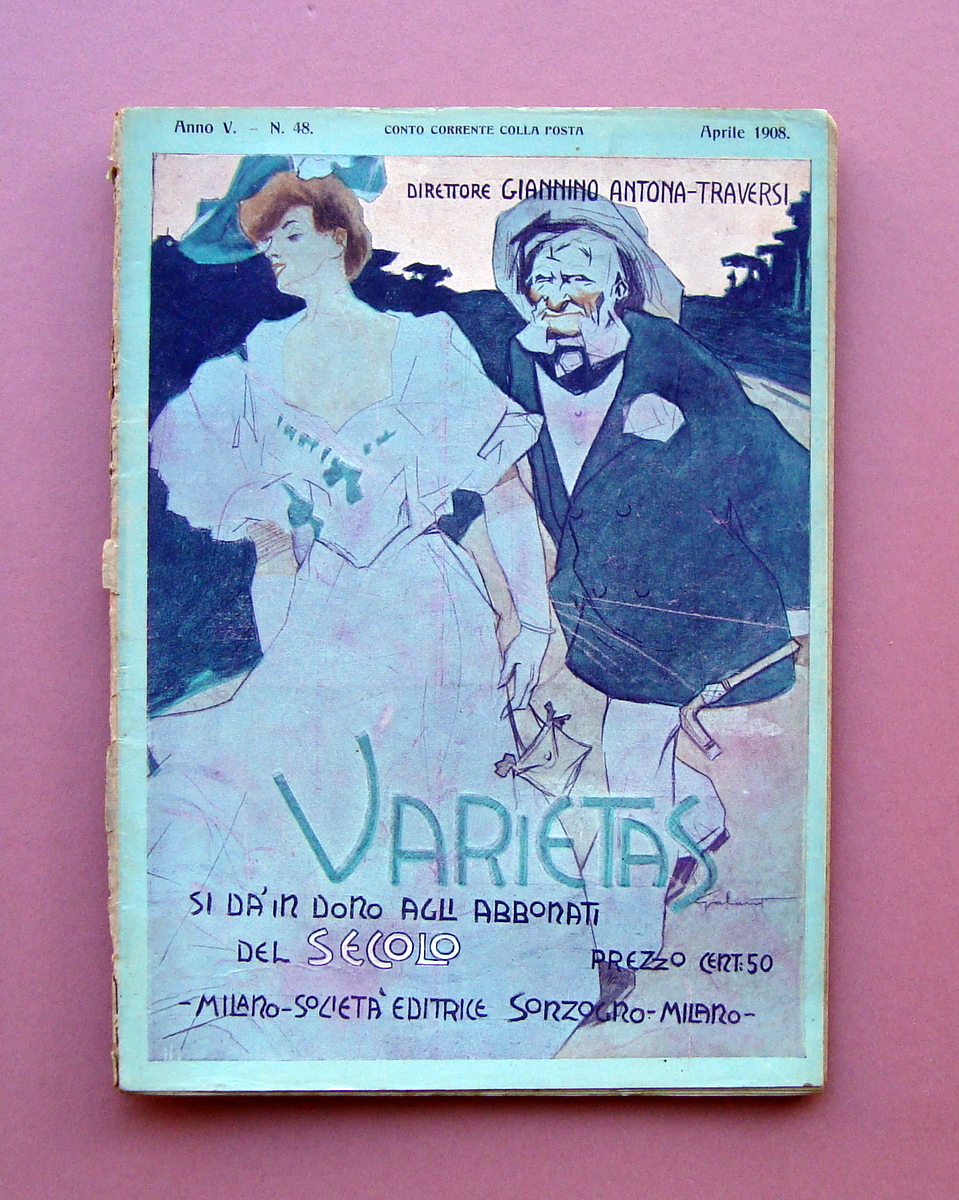 Anno V. - N. 48. CONTO CORRENTE COLLA POSTA Aprile 1908.
DIRETTORE GIANNINO ANTONA-TRAVERSI
VARIETAS
SI DA' IN DONO AGLI ABBONATI
DEL SECOLO
PREZZO CENT: 50
-MILANO-SOCIETÀ EDITRICE SONZOGNO-MILANO-